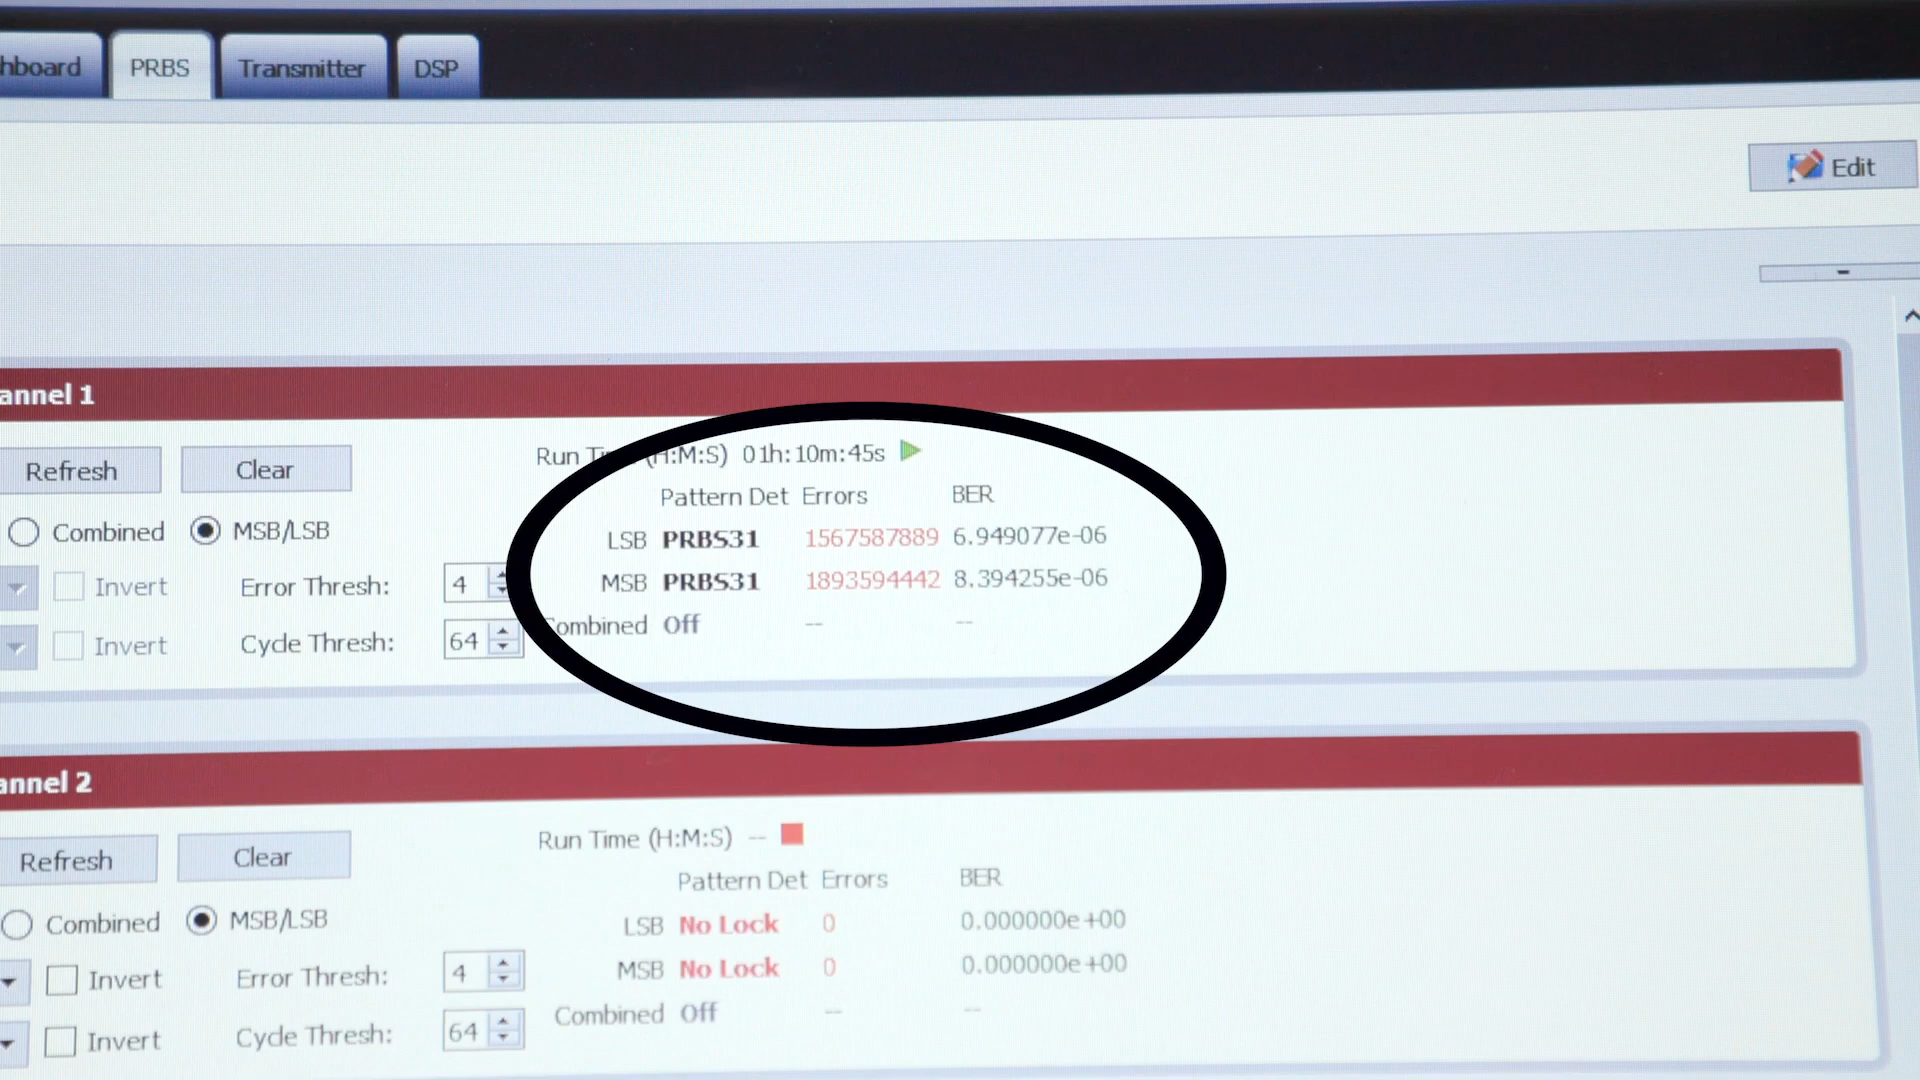 hboard PRBS Transmitter DSP
Edit
annel 1
Refresh Clear
Run Ti (H:M:S) 01h:10m:45s
Pattern Det Errors BER
Combined MSB/LSB
LSB PRBS31 1567587889 6.949077e-06
Invert Error Thresh: 4
MSB PRBS31 1893594442 8.394255e-06
Invert Cycle Thresh: 64
ombined Off -- --
annel 2
Run Time (H:M:S) --
Refresh Clear
Pattern Det Errors BER
Combined MSB/LSB
LSB No Lock 0 0.000000e+00
Invert Error Thresh: 4
MSB No Lock 0 0.000000e+00
Combined Off -- --
Invert Cycle Thresh: 64